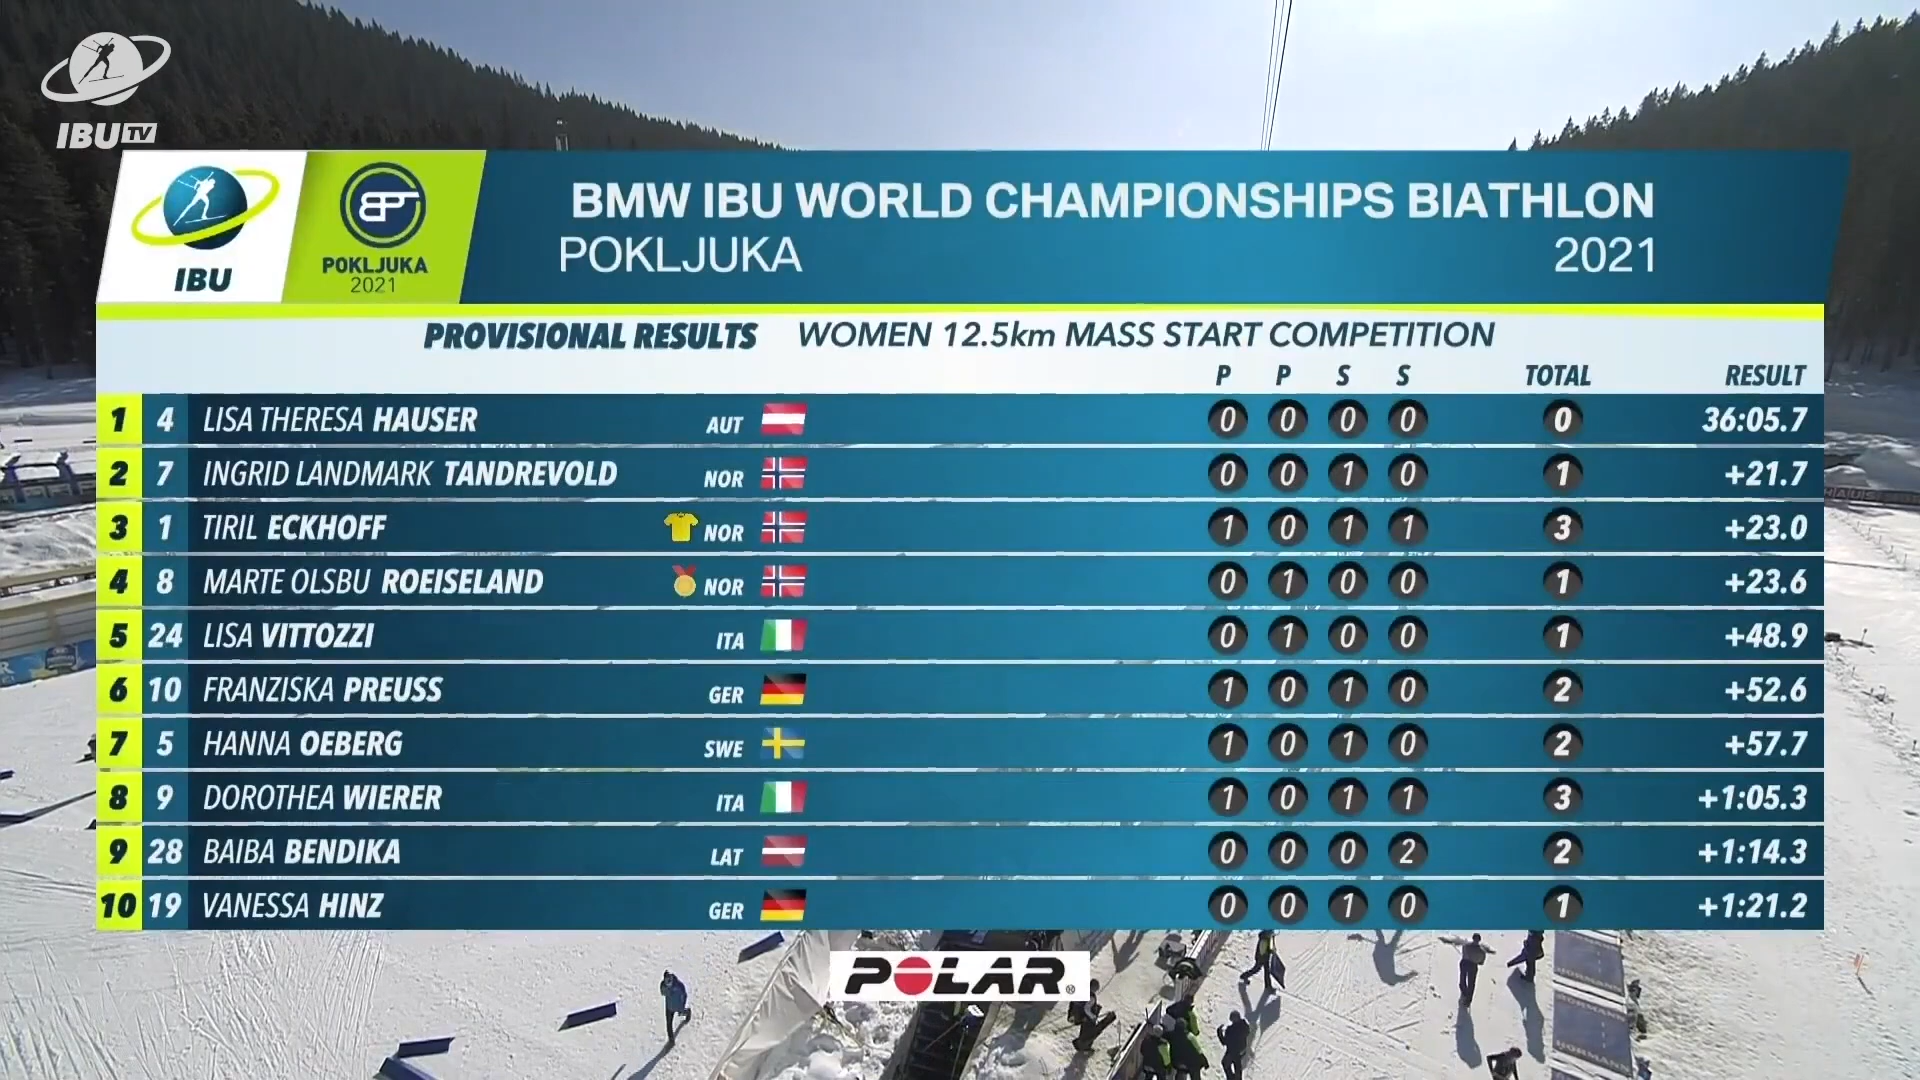 IBU TV
BMW IBU WORLD CHAMPIONSHIPS BIATHLON
IBU
POKLJUKA
2021
POKLJUKA 2021
PROVISIONAL RESULTS WOMEN 12.5km MASS START COMPETITION
P P S S TOTAL RESULT
1 4 LISA THERESA HAUSER AUT 0 0 0 0 0 36:05.7
2 7 INGRID LANDMARK TANDREVOLD NOR 0 0 1 0 1 +21.7
3 1 TIRIL ECKHOFF NOR 1 0 1 1 3 +23.0
4 8 MARTE OLSBU ROEISELAND NOR 0 1 0 0 1 +23.6
5 24 LISA VITTOZZI ITA 0 1 0 0 1 +48.9
6 10 FRANZISKA PREUSS GER 1 0 1 0 2 +52.6
7 5 HANNA OEBERG SWE 1 0 1 0 2 +57.7
8 9 DOROTHEA WIERER ITA 1 0 1 1 3 +1:05.3
9 28 BAIBA BENDIKA LAT 0 0 0 2 2 +1:14.3
10 19 VANESSA HINZ GER 0 0 1 0 1 +1:21.2
POLAR®
HORMANN
HORMANN